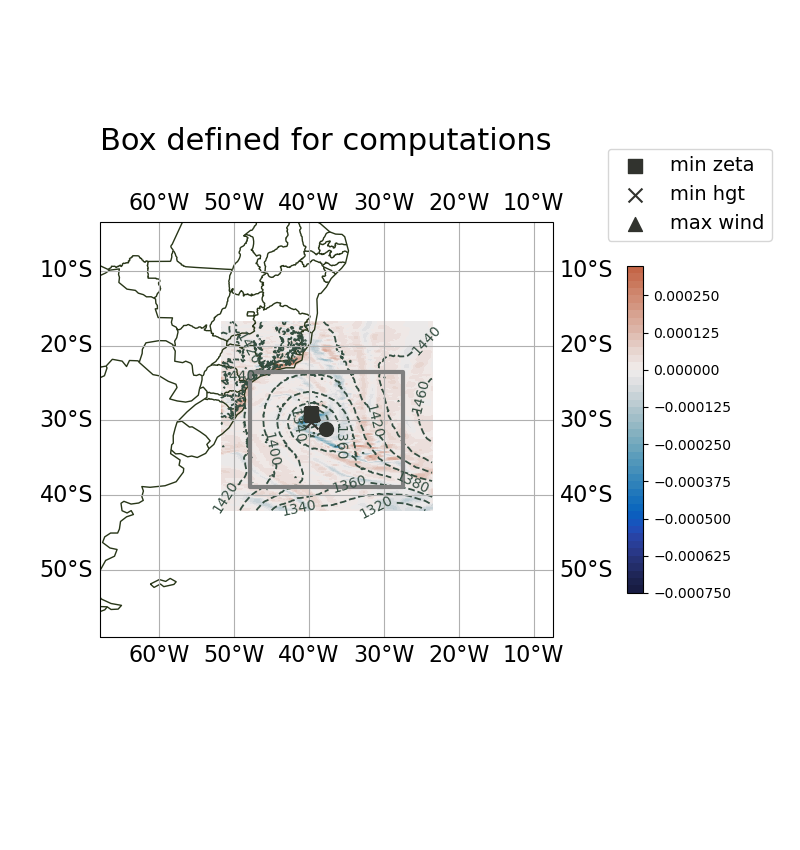 Box defined for computations
min zeta
min hgt
max wind
60°W 50°W 40°W 30°W 20°W 10°W
10°S 10°S
20°S 20°S
30°S 30°S
40°S 40°S
50°S 50°S
60°W 50°W 40°W 30°W 20°W 10°W
1440
1460
1420
1400
1360
1360
1380
1420
1340
1320
0.000250
0.000125
0.000000
−0.000125
−0.000250
−0.000375
−0.000500
−0.000625
−0.000750